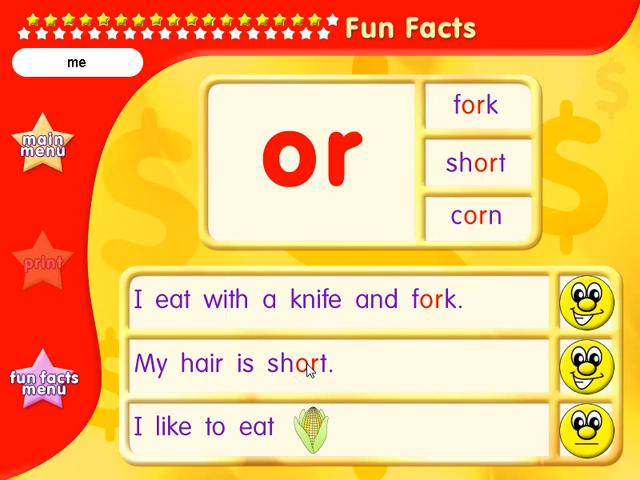 Fun Facts
me
main
menu
print
fun facts
menu
or
fork
short
corn
I eat with a knife and fork.
My hair is short.
I like to eat